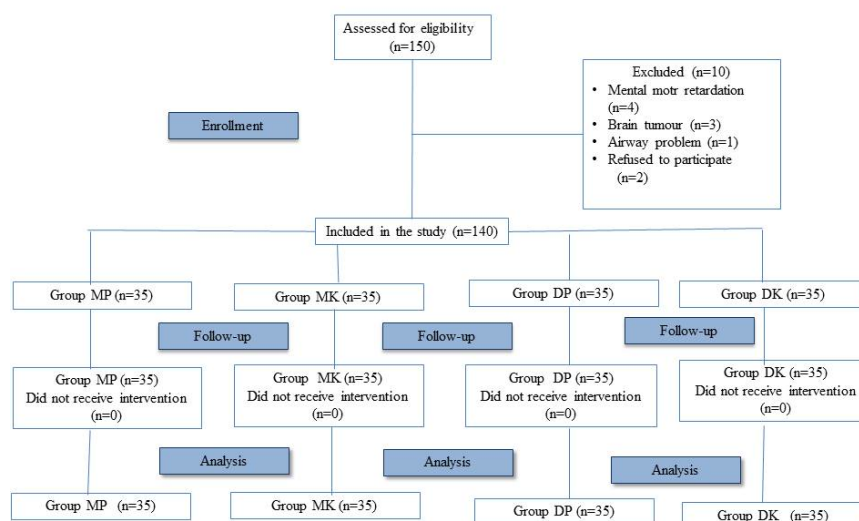 Assessed for eligibility
(n=150)
Excluded (n=10)
• Mental motr retardation
(n=4)
• Brain tumour (n=3)
• Airway problem (n=1)
• Refused to participate
(n=2)
Enrollment
Included in the study (n=140)
Group MP (n=35)
Group MK (n=35)
Group DP (n=35)
Group DK (n=35)
Follow-up
Follow-up
Follow-up
Group MP (n=35)
Did not receive intervention
(n=0)
Group MK (n=35)
Did not receive intervention
(n=0)
Group DP (n=35)
Did not receive intervention
(n=0)
Group DK (n=35)
Did not receive intervention
(n=0)
Analysis
Analysis
Analysis
Group MP (n=35)
Group MK (n=35)
Group DP (n=35)
Group DK (n=35)